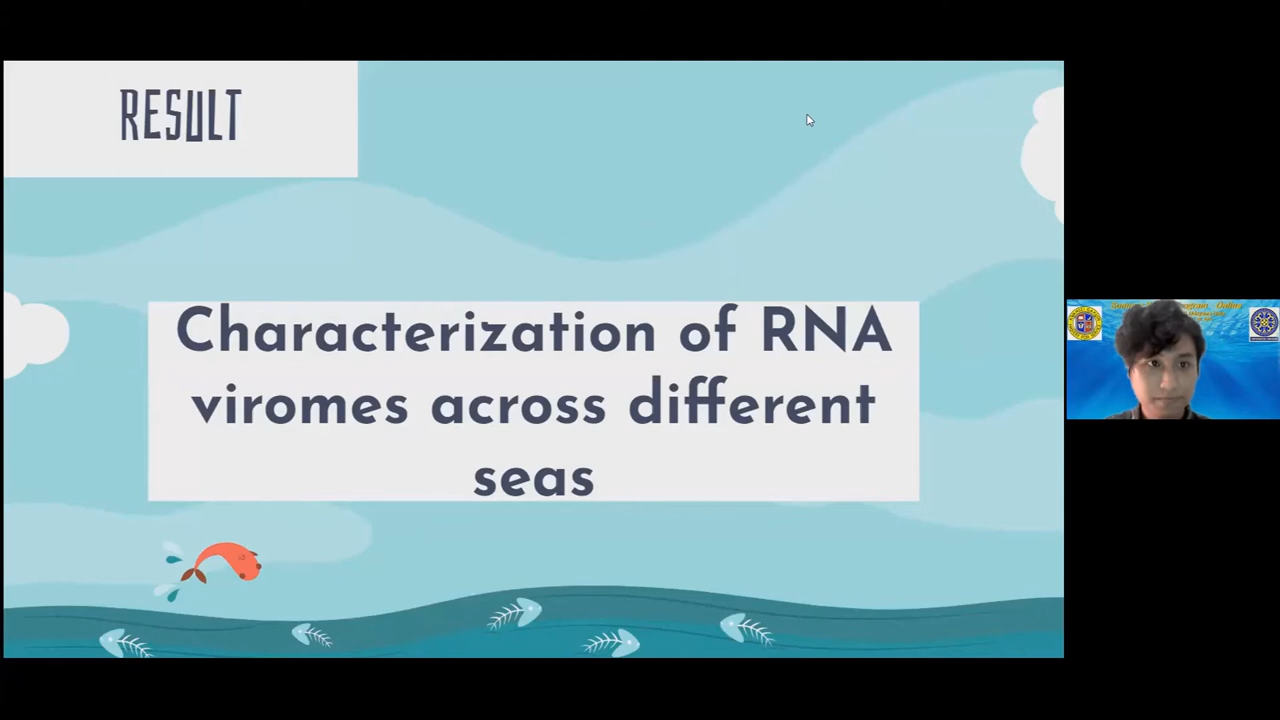 RESULT
Characterization of RNA
viromes across different
seas